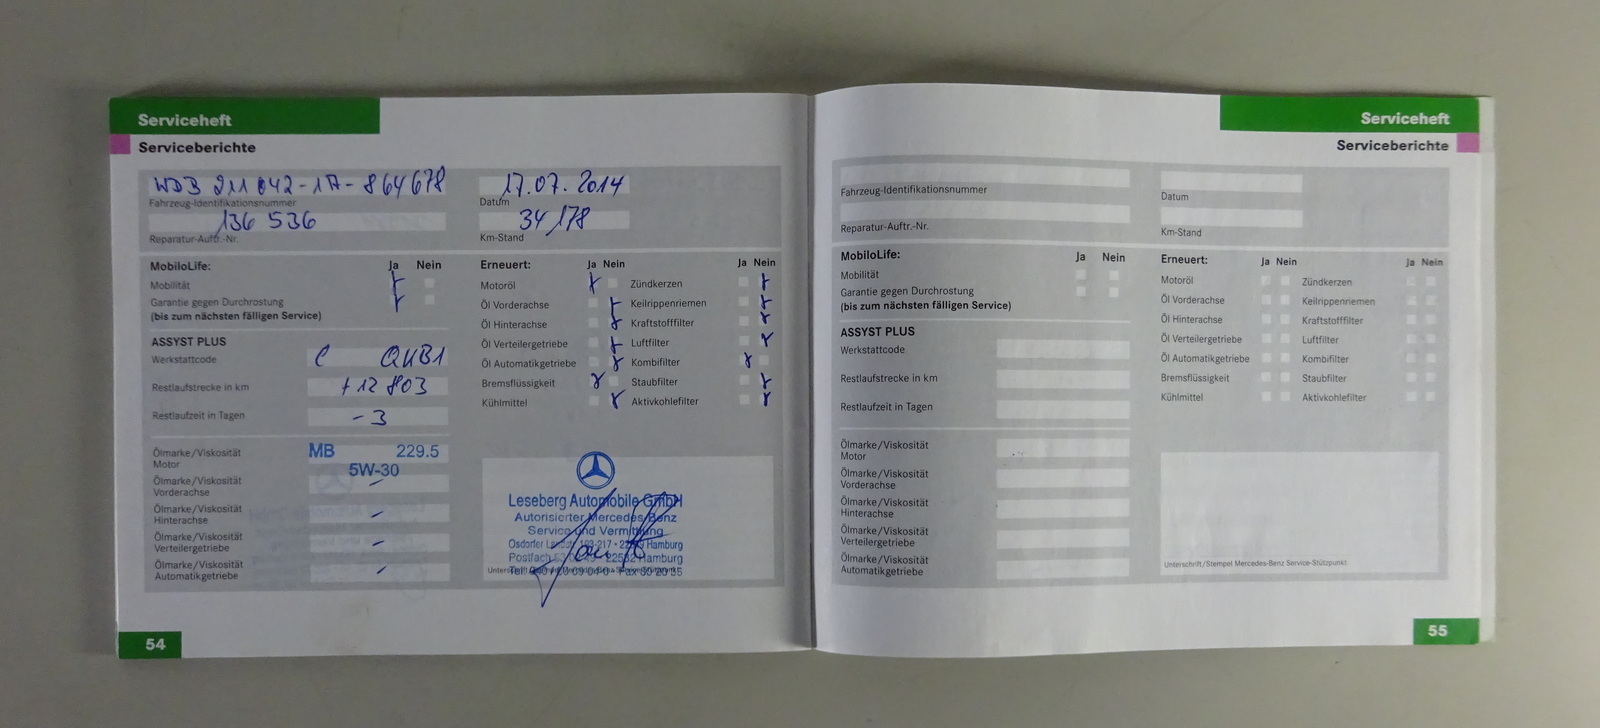 Serviceheft
Serviceberichte
WDB 211 042-1A-864678
Fahrzeug-Identifikationsnummer
17.07.2014
Datum
136 536
Reparatur-Auftr.-Nr.
34178
Km-Stand
MobiloLife: Ja Nein
Mobilität
Garantie gegen Durchrostung
(bis zum nächsten fälligen Service)
ASSYST PLUS
Werkstattcode C QUB1
Restlaufstrecke in km +12 803
Restlaufzeit in Tagen -3
Ölmarke/Viskosität
Motor
MB 229.5
5W-30
Ölmarke/Viskosität
Vorderachse -
Ölmarke/Viskosität
Hinterachse -
Ölmarke/Viskosität
Verteilergetriebe -
Ölmarke/Viskosität
Automatikgetriebe -
Erneuert: Ja Nein Ja Nein
Motoröl Zündkerzen
Öl Vorderachse Keilrippenriemen
Öl Hinterachse Kraftstofffilter
Öl Verteilergetriebe Luftfilter
Öl Automatikgetriebe Kombifilter
Bremsflüssigkeit Staubfilter
Kühlmittel Aktivkohlefilter
Leseberg Automobile GmbH
Autorisierter Mercedes-Benz
Service und Vermittlung
Osdorfer Hamburg
Postfach Hamburg
54
Serviceheft
Serviceberichte
Fahrzeug-Identifikationsnummer
Datum
Reparatur-Auftr.-Nr.
Km-Stand
MobiloLife: Ja Nein
Mobilität
Garantie gegen Durchrostung
(bis zum nächsten fälligen Service)
ASSYST PLUS
Werkstattcode
Restlaufstrecke in km
Restlaufzeit in Tagen
Ölmarke/Viskosität
Motor
Ölmarke/Viskosität
Vorderachse
Ölmarke/Viskosität
Hinterachse
Ölmarke/Viskosität
Verteilergetriebe
Ölmarke/Viskosität
Automatikgetriebe
Erneuert: Ja Nein Ja Nein
Motoröl Zündkerzen
Öl Vorderachse Keilrippenriemen
Öl Hinterachse Kraftstofffilter
Öl Verteilergetriebe Luftfilter
Öl Automatikgetriebe Kombifilter
Bremsflüssigkeit Staubfilter
Kühlmittel Aktivkohlefilter
Unterschrift/Stempel Mercedes-Benz Service-Stützpunkt
55